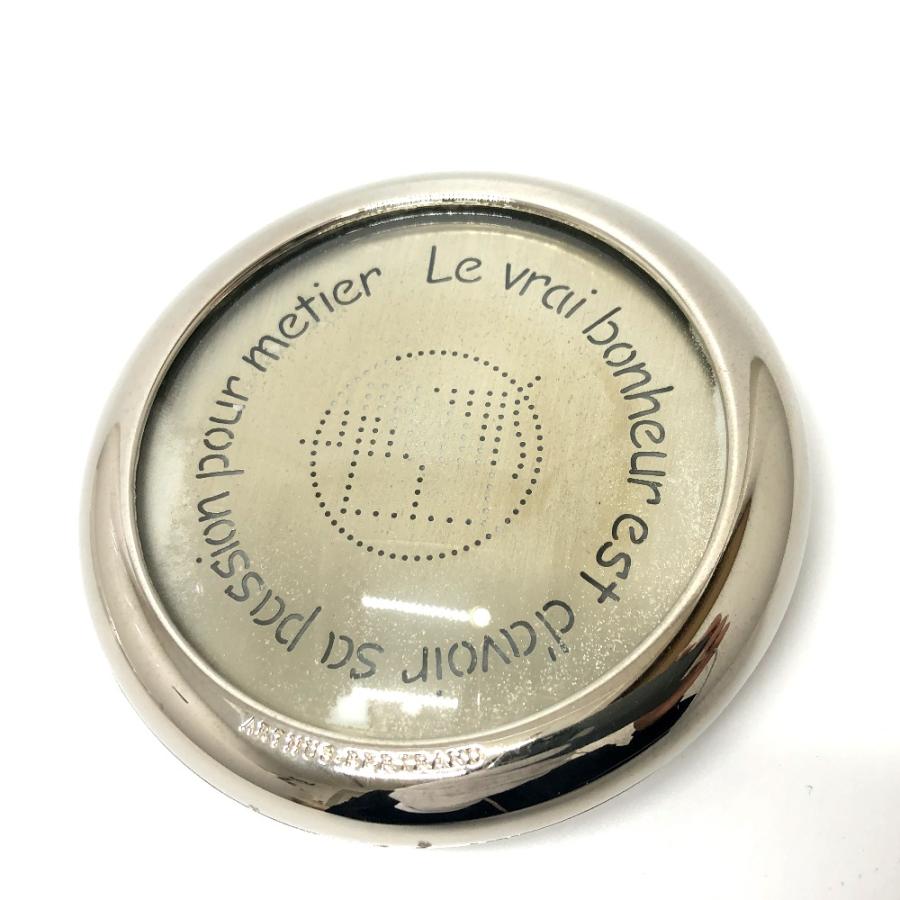 Le vrai bonheur est d'avoir sa passion pour metier
ARTHUS-BERTRAND